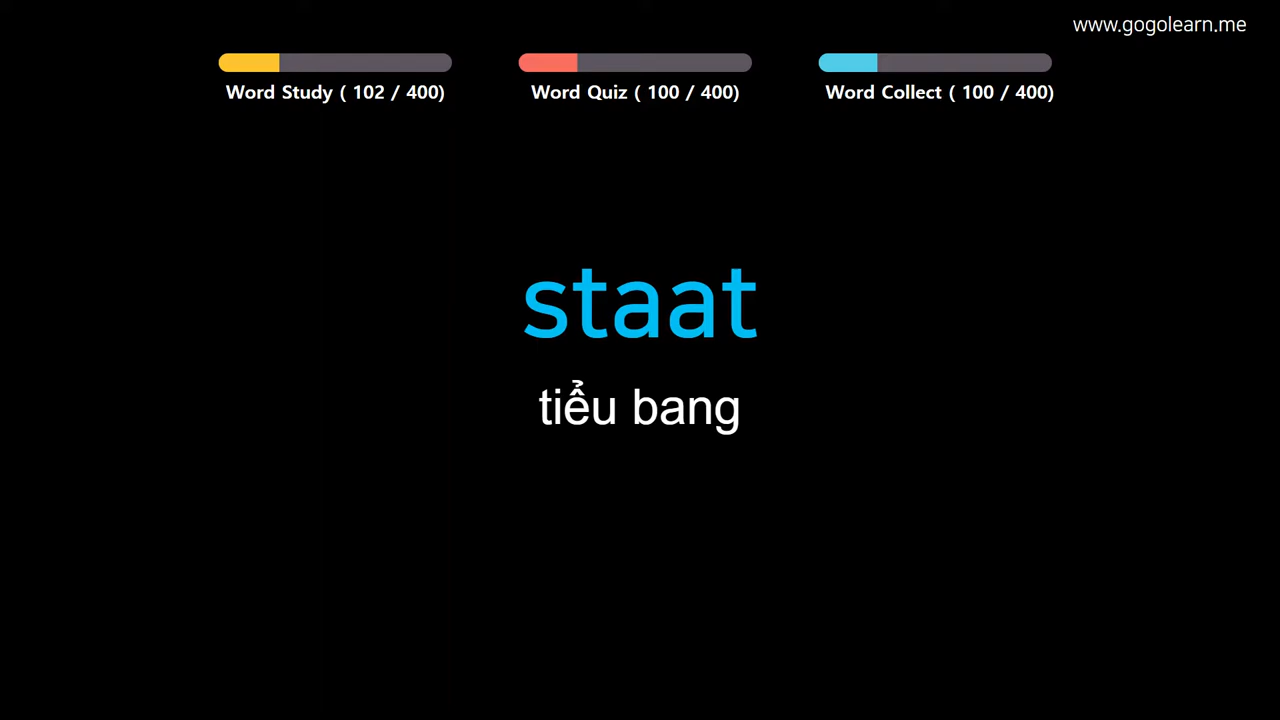 www.gogolearn.me
Word Study ( 102 / 400)
Word Quiz ( 100 / 400)
Word Collect ( 100 / 400)
staat
tiểu bang